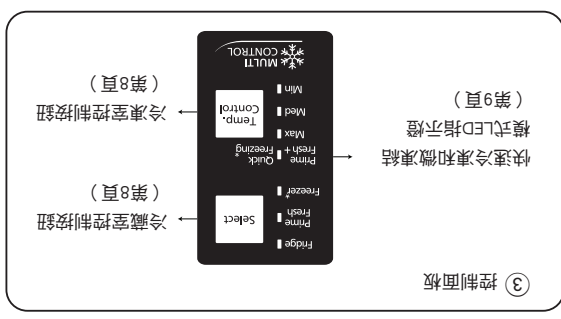 ③ 控制面板
Fridge
Prime
Fresh
Freezer*
Select
冷藏室控制按鈕
（第8頁）
快速冷凍和微凍結
模式LED指示燈
（第9頁）
Prime
Fresh+
Quick
Freezing*
Max
Med
Min
Temp.
Control
冷凍室控制按鈕
（第8頁）
MULTI
CONTROL